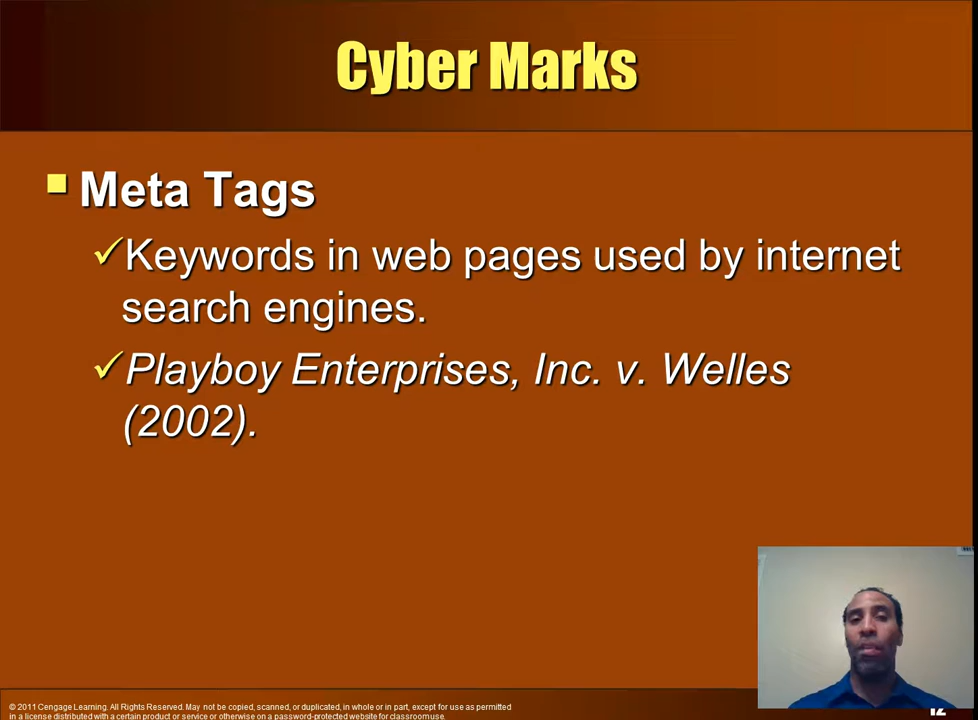 Cyber Marks
Meta Tags
Keywords in web pages used by internet
search engines.
Playboy Enterprises, Inc. v. Welles
(2002).
© 2011 Cengage Learning. All Rights Reserved. May not be copied, scanned, or duplicated, in whole or in part, except for use as permitted
in a license distributed with a certain product or service or otherwise on a password-protected website for classroom use.
12